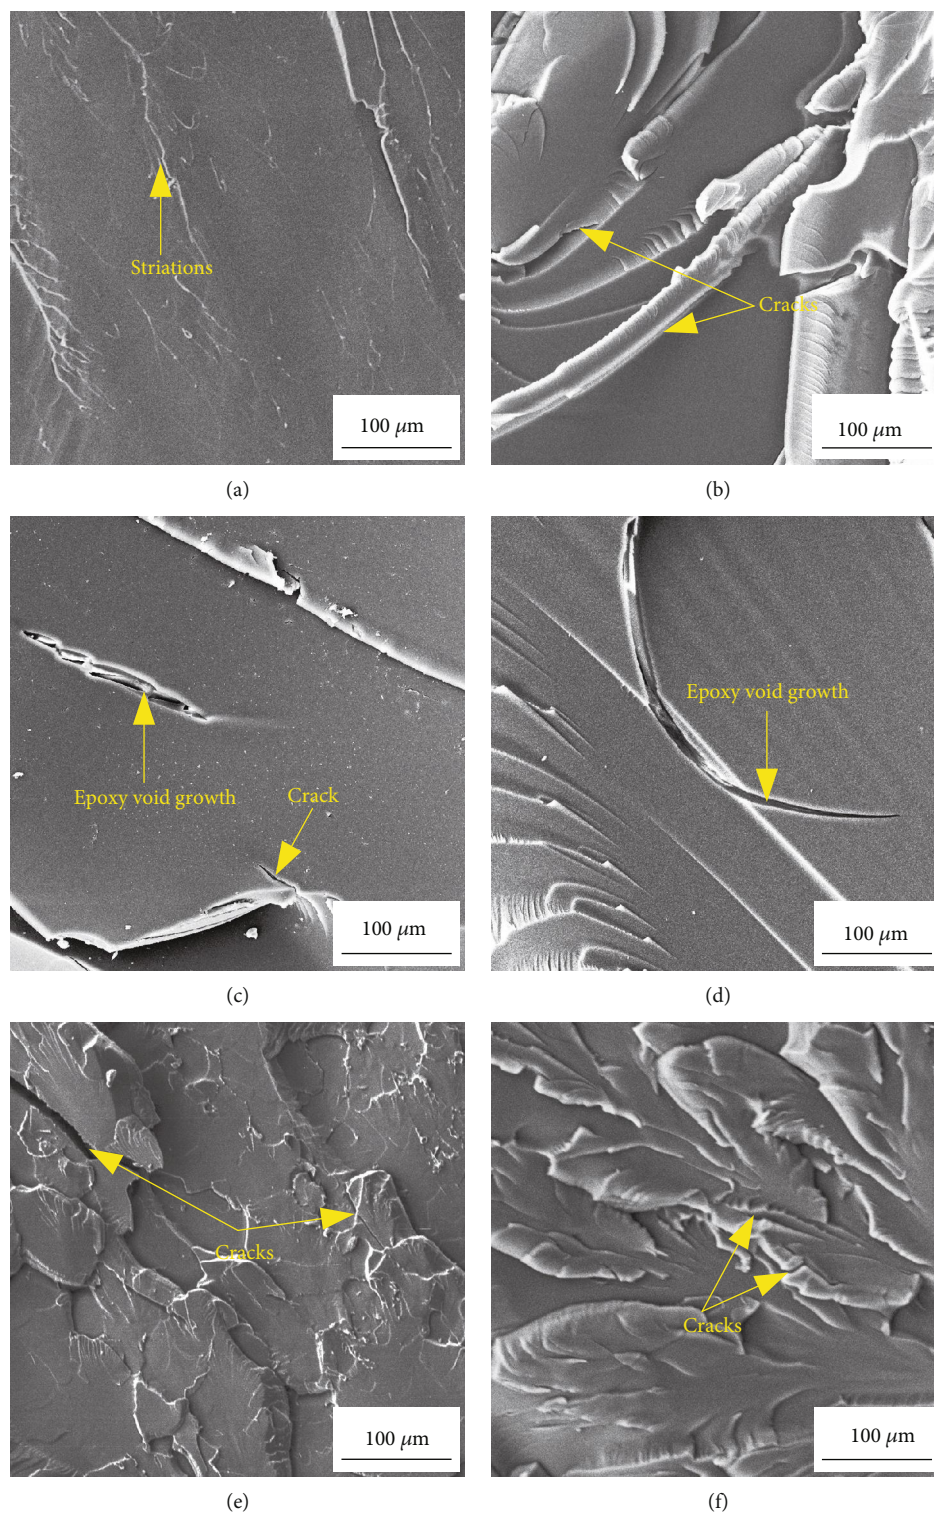 Striations
100 μm
(a)
Cracks
100 μm
(b)
Epoxy void growth
Crack
100 μm
(c)
Epoxy void growth
100 μm
(d)
Cracks
100 μm
(e)
Cracks
100 μm
(f)